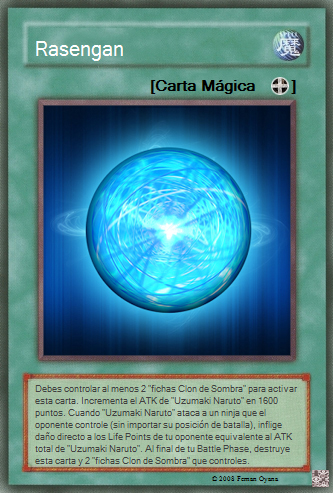 Rasengan
魔
[Carta Mágica ]
Debes controlar al menos 2 "fichas Clon de Sombra" para activar
esta carta. Incrementa el ATK de "Uzumaki Naruto" en 1600
puntos. Cuando "Uzumaki Naruto" ataca a un ninja que el
oponente controle (sin importar su posición de batalla), inflige
daño directo a los Life Points de tu oponente equivalente al ATK
total de "Uzumaki Naruto". Al final de tu Battle Phase, destruye
esta carta y 2 "fichas Clon de Sombra" que controles.
©2008 Fernan Oyana